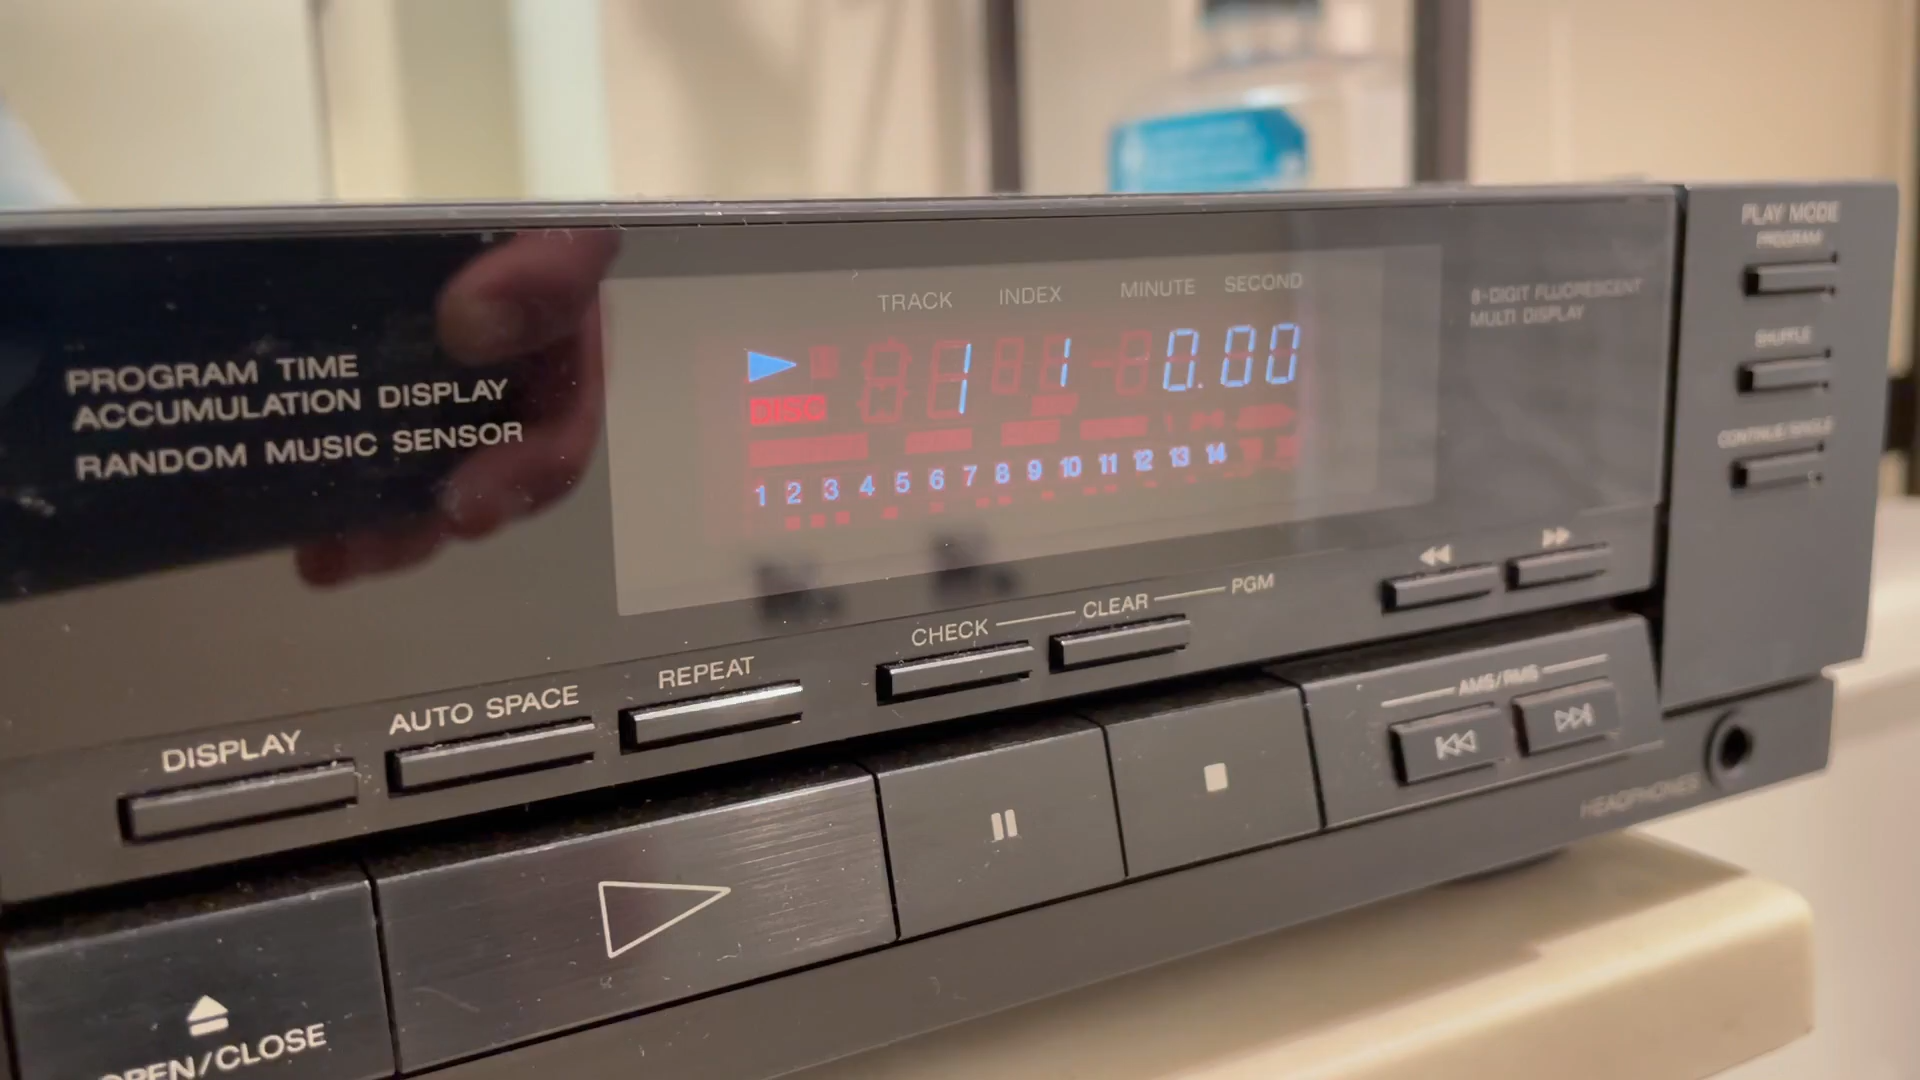 PROGRAM TIME
ACCUMULATION DISPLAY
RANDOM MUSIC SENSOR
TRACK INDEX MINUTE SECOND
1 1 0.00
DISC
1 2 3 4 5 6 7 8 9 10 11 12 13 14
8-DIGIT FLUORESCENT
MULTI DISPLAY
PLAY MODE
PROGRAM
SHUFFLE
CONTINUE/SINGLE
CHECK CLEAR PGM
DISPLAY AUTO SPACE REPEAT
AMS/RMS
HEADPHONES
OPEN/CLOSE